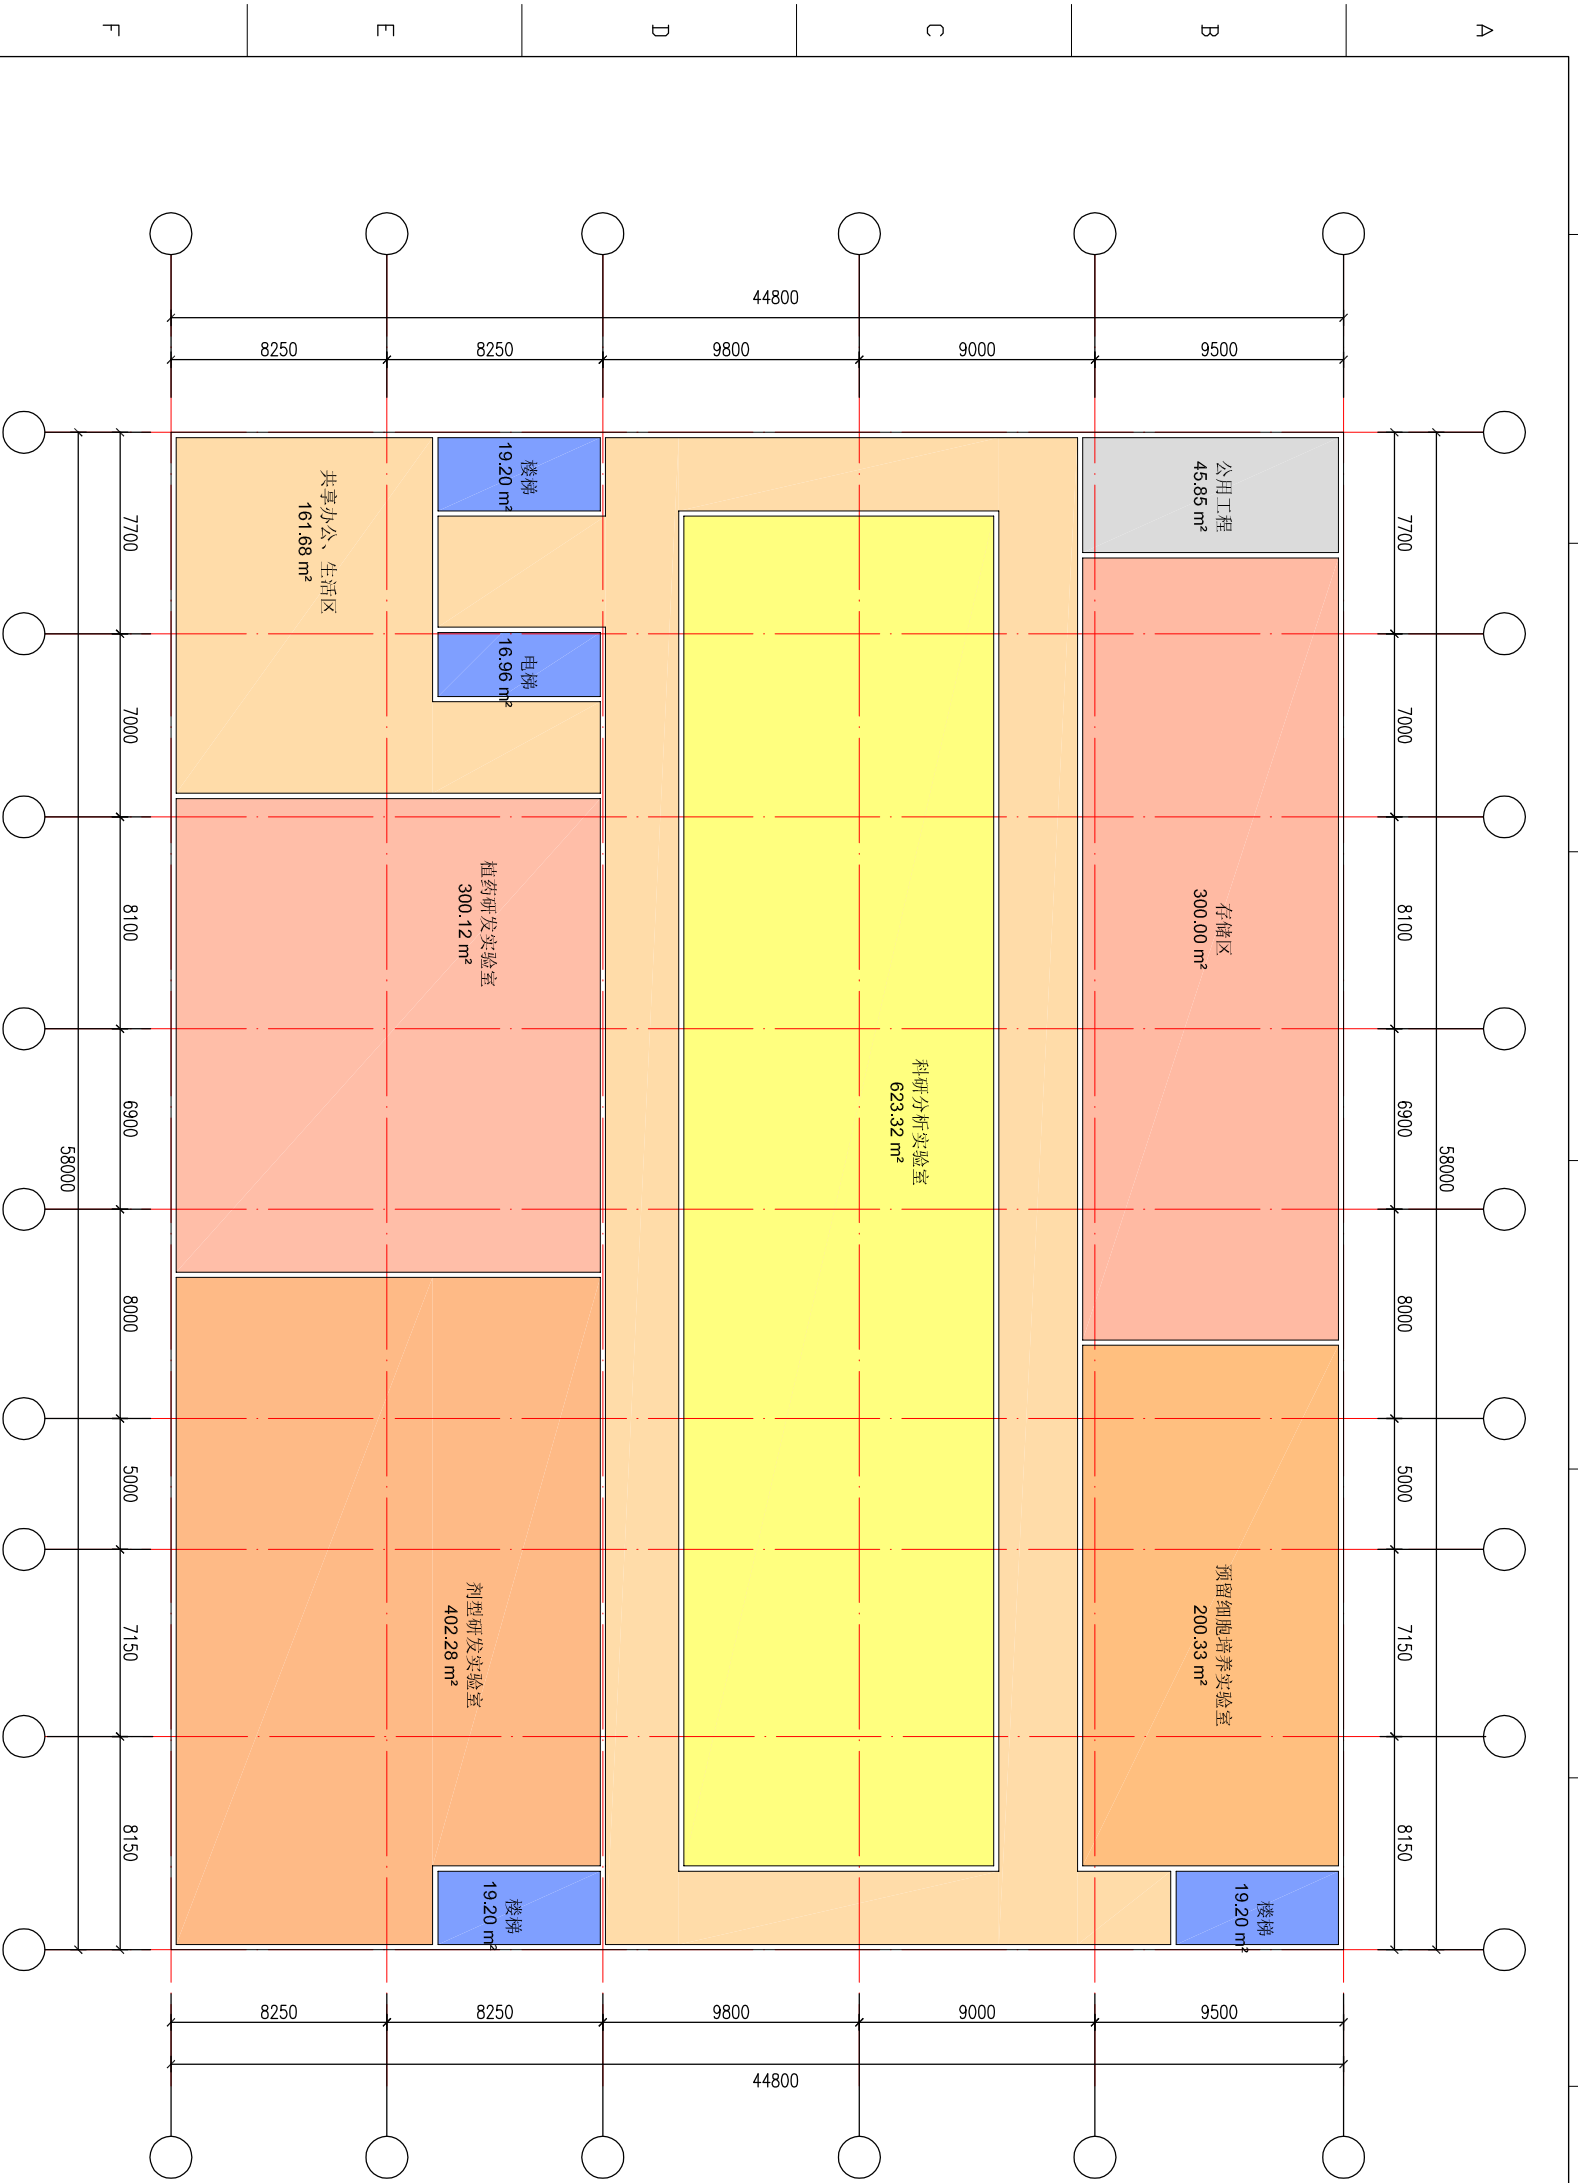 A
B
C
D
E
F
58000
7700
7000
8100
6900
8000
5000
7150
8150
44800
9500
9000
9800
8250
8250
公用工程
45.85 m²
存储区
300.00 m²
预留细胞培养实验室
200.33 m²
楼梯
19.20 m²
科研分析实验室
623.32 m²
楼梯
19.20 m²
电梯
16.96 m²
共享办公、生活区
161.68 m²
植药研发实验室
300.12 m²
剂型研发实验室
402.28 m²
楼梯
19.20 m²
9500
9000
9800
8250
8250
44800
7700
7000
8100
6900
8000
5000
7150
8150
58000